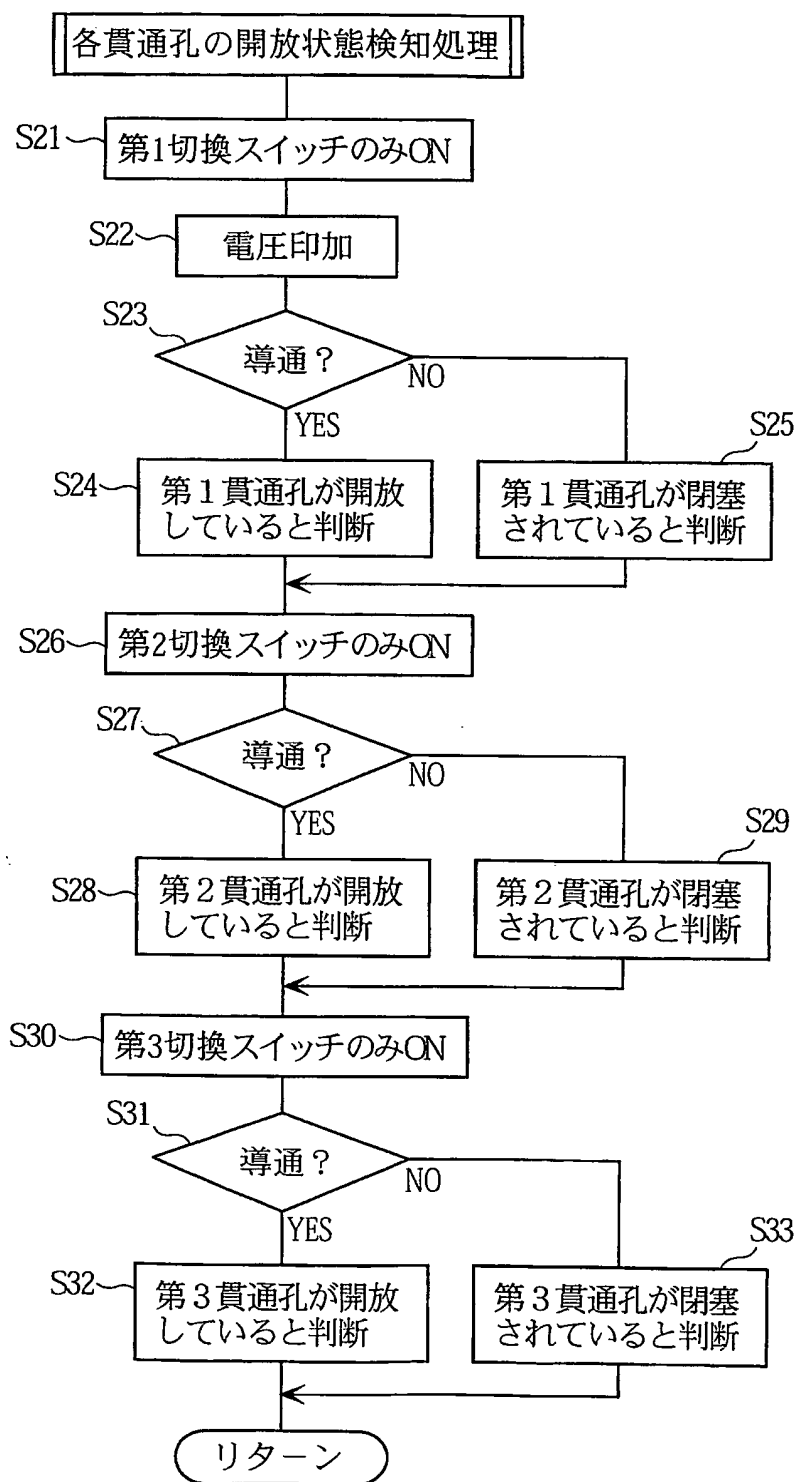 各貫通孔の開放状態検知処理
S21
第1切換スイッチのみON
S22
電圧印加
S23
導通？
NO
YES
S24
第１貫通孔が開放
していると判断
S25
第１貫通孔が閉塞
されていると判断
S26
第2切換スイッチのみON
S27
導通？
NO
YES
S28
第２貫通孔が開放
していると判断
S29
第２貫通孔が閉塞
されていると判断
S30
第3切換スイッチのみON
S31
導通？
NO
YES
S32
第３貫通孔が開放
していると判断
S33
第３貫通孔が閉塞
されていると判断
リターン